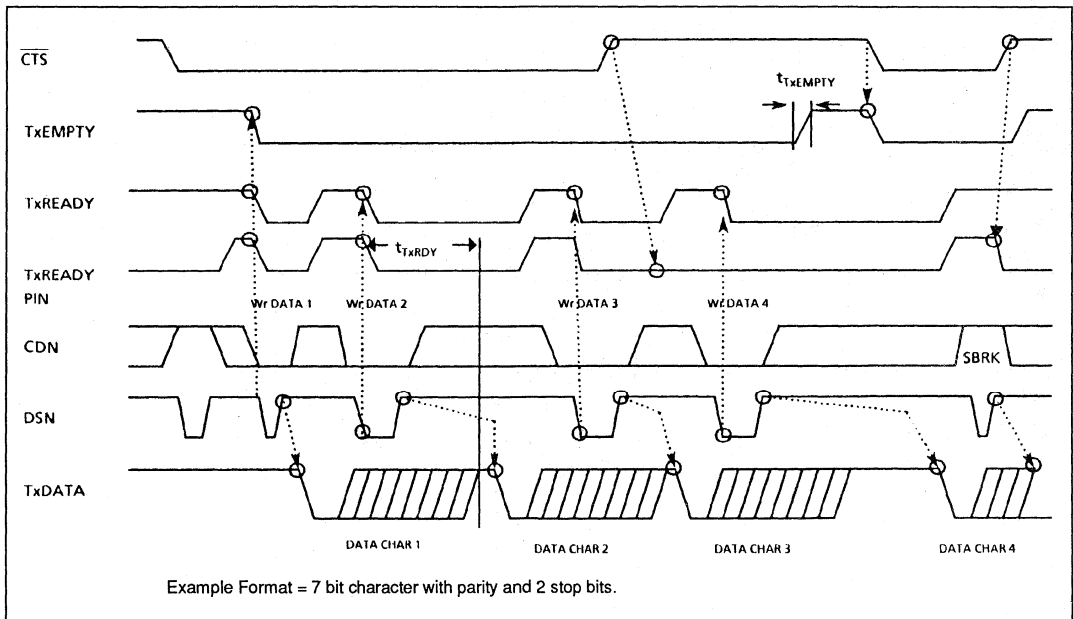 CTS
tTxEMPTY
TxEMPTY
TxREADY
tTxRDY
TxREADY
PIN
Wr DATA 1 Wr DATA 2 Wr DATA 3 Wr DATA 4
CDN
SBRK
DSN
TxDATA
DATA CHAR 1 DATA CHAR 2 DATA CHAR 3 DATA CHAR 4
Example Format = 7 bit character with parity and 2 stop bits.